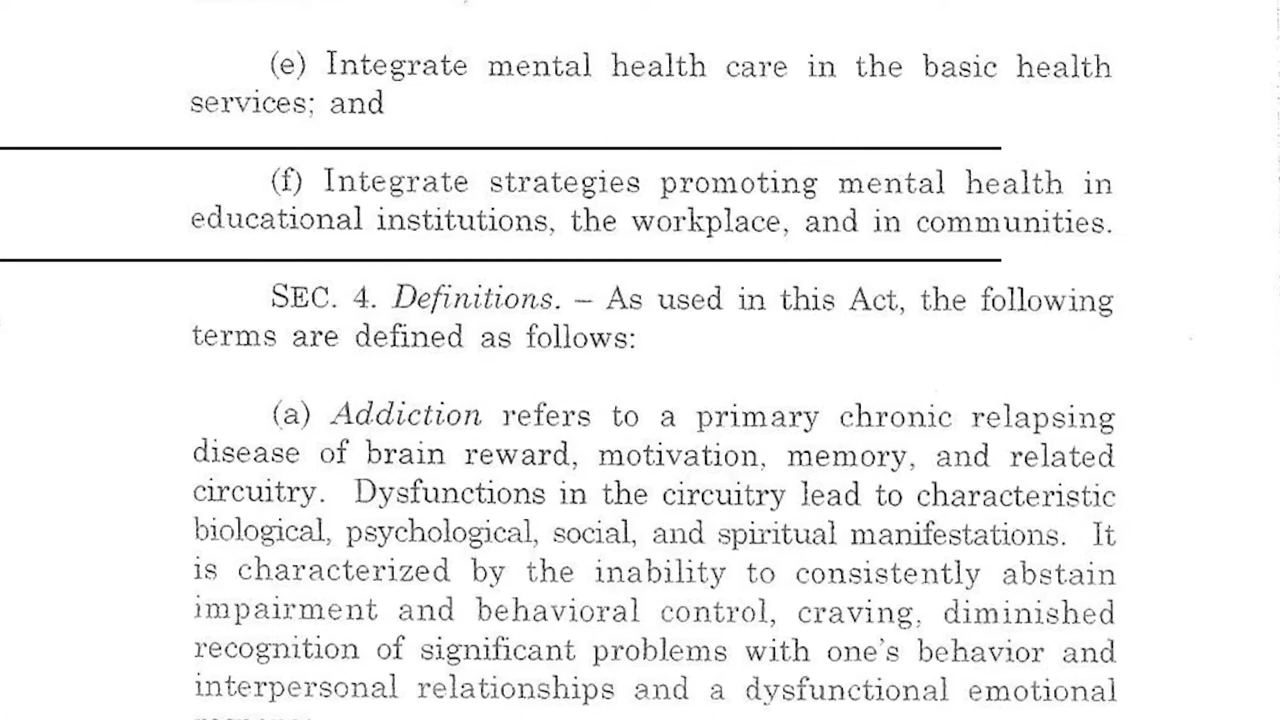 (e) Integrate mental health care in the basic health
services; and
(f) Integrate strategies promoting mental health in
educational institutions, the workplace, and in communities.
SEC. 4. Definitions. – As used in this Act, the following
terms are defined as follows:
(a) Addiction refers to a primary chronic relapsing
disease of brain reward, motivation, memory, and related
circuitry. Dysfunctions in the circuitry lead to characteristic
biological, psychological, social, and spiritual manifestations. It
is characterized by the inability to consistently abstain
impairment and behavioral control, craving, diminished
recognition of significant problems with one's behavior and
interpersonal relationships and a dysfunctional emotional